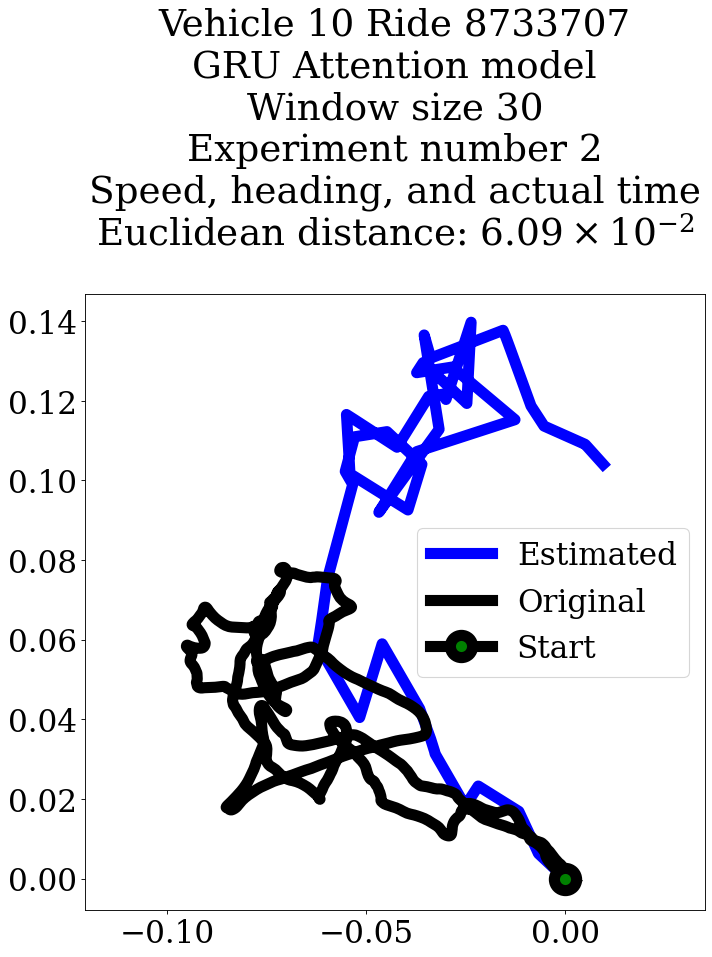 Vehicle 10 Ride 8733707
GRU Attention model
Window size 30
Experiment number 2
Speed, heading, and actual time
Euclidean distance: 6.09 × 10⁻²
0.14
0.12
0.10
0.08
0.06
0.04
0.02
0.00
Estimated
Original
Start
−0.10
−0.05
0.00